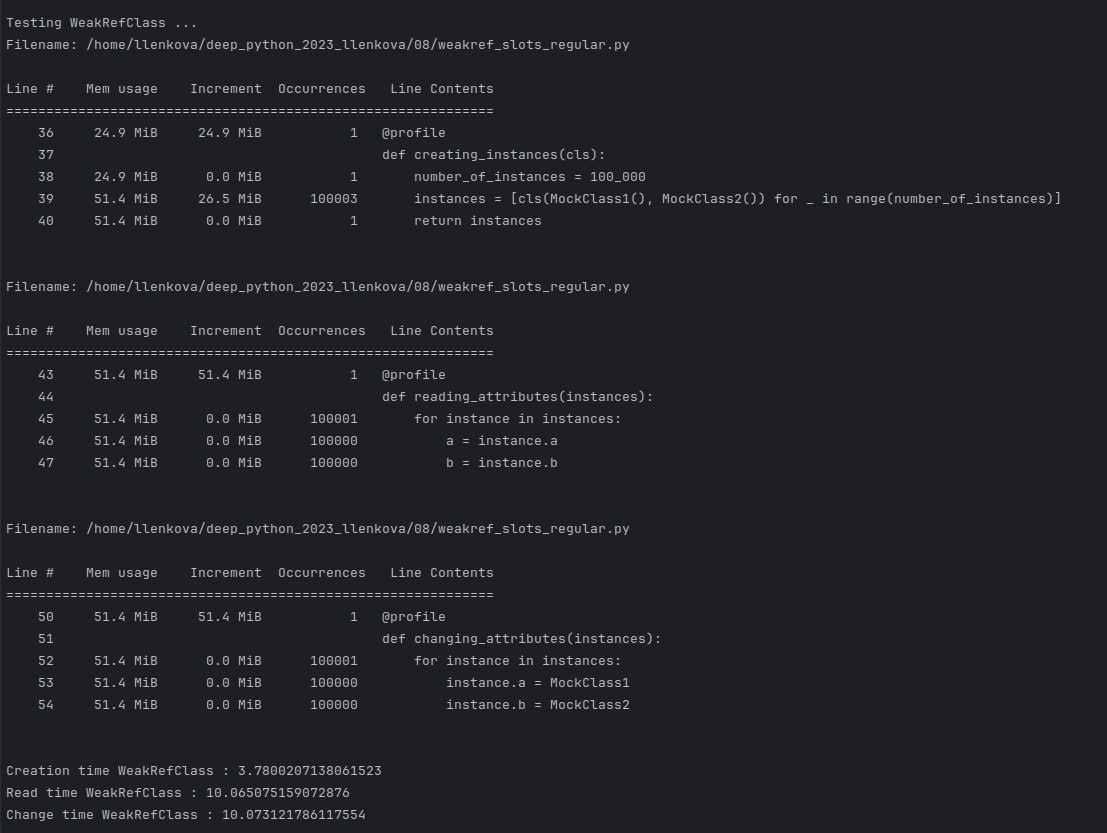 Testing WeakRefClass ...
Filename: /home/llenkova/deep_python_2023_llenkova/08/weakref_slots_regular.py
Line #    Mem usage    Increment  Occurrences   Line Contents
=============================================================
    36     24.9 MiB     24.9 MiB           1   @profile
    37                                         def creating_instances(cls):
    38     24.9 MiB      0.0 MiB           1       number_of_instances = 100_000
    39     51.4 MiB     26.5 MiB      100003       instances = [cls(MockClass1(), MockClass2()) for _ in range(number_of_instances)]
    40     51.4 MiB      0.0 MiB           1       return instances
Filename: /home/llenkova/deep_python_2023_llenkova/08/weakref_slots_regular.py
Line #    Mem usage    Increment  Occurrences   Line Contents
=============================================================
    43     51.4 MiB     51.4 MiB           1   @profile
    44                                         def reading_attributes(instances):
    45     51.4 MiB      0.0 MiB      100001       for instance in instances:
    46     51.4 MiB      0.0 MiB      100000           a = instance.a
    47     51.4 MiB      0.0 MiB      100000           b = instance.b
Filename: /home/llenkova/deep_python_2023_llenkova/08/weakref_slots_regular.py
Line #    Mem usage    Increment  Occurrences   Line Contents
=============================================================
    50     51.4 MiB     51.4 MiB           1   @profile
    51                                         def changing_attributes(instances):
    52     51.4 MiB      0.0 MiB      100001       for instance in instances:
    53     51.4 MiB      0.0 MiB      100000           instance.a = MockClass1
    54     51.4 MiB      0.0 MiB      100000           instance.b = MockClass2
Creation time WeakRefClass : 3.7800207138061523
Read time WeakRefClass : 10.065075159072876
Change time WeakRefClass : 10.073121786117554